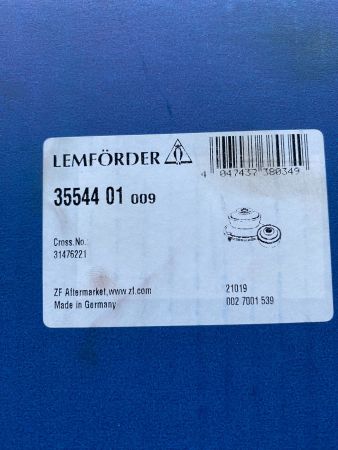 LEMFÖRDER
4 047437 380349
35544 01 009
Cross.No.:
31476221
ZF Aftermarket,www.zf.com
Made in Germany
21019
002 7001 539